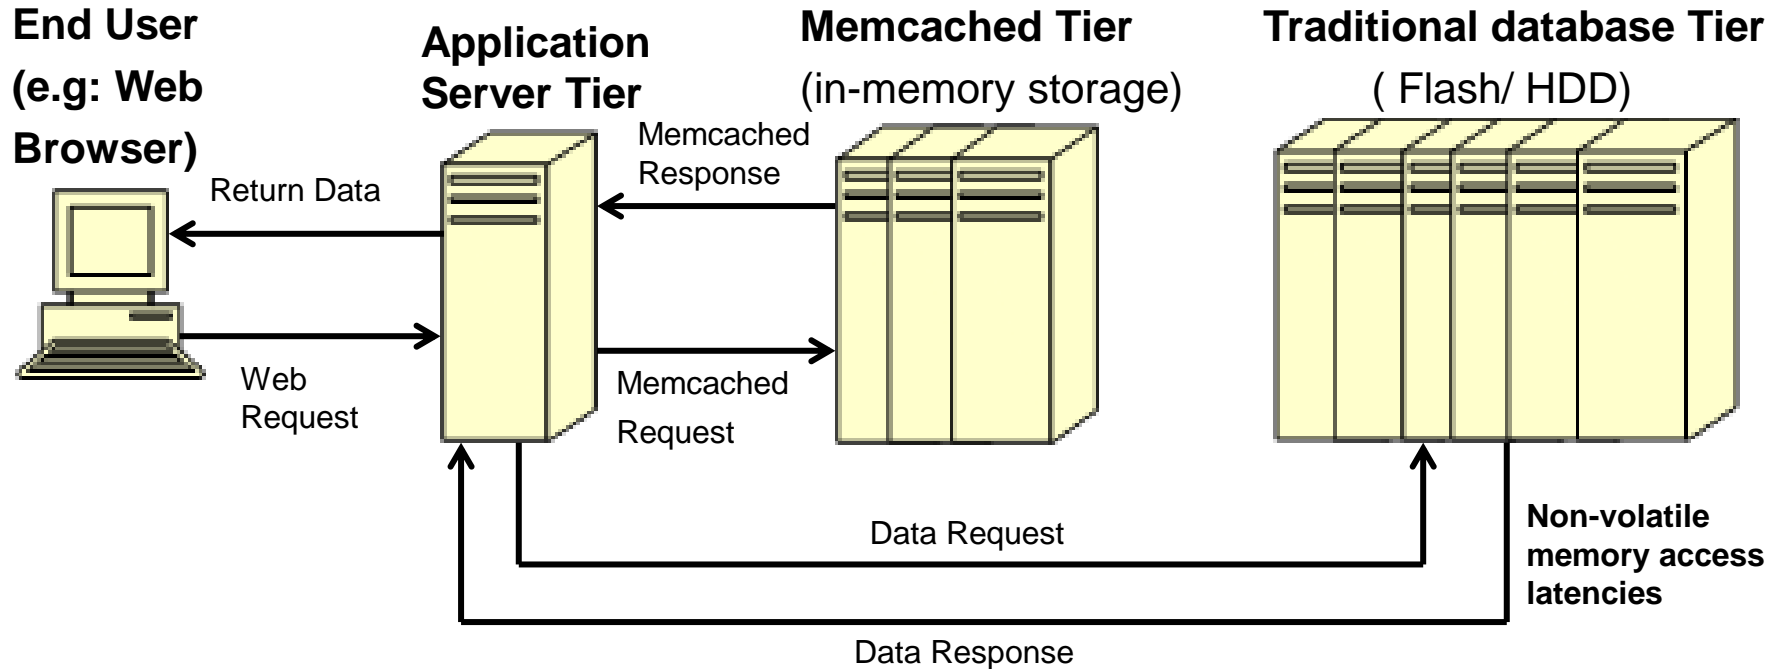 End User
(e.g: Web
Browser)
Application
Server Tier
Memcached Tier
(in-memory storage)
Traditional database Tier
( Flash/ HDD)
Return Data
Memcached
Response
Web
Request
Memcached
Request
Data Request
Non-volatile
memory access
latencies
Data Response